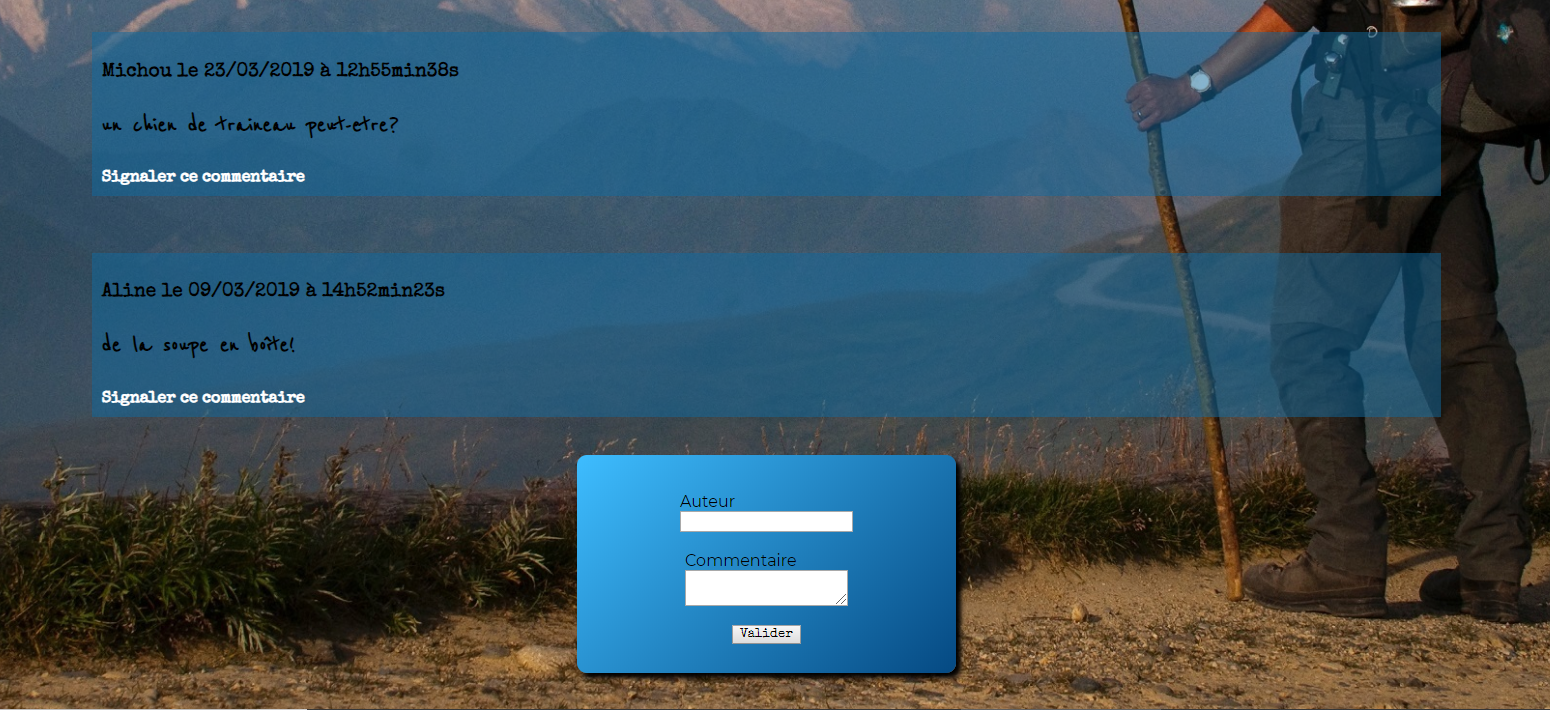 Michou le 23/03/2019 à 12h55min38s
un chien de traineau peut-etre?
Signaler ce commentaire
Aline le 09/03/2019 à 14h52min23s
de la soupe en boîte!
Signaler ce commentaire
Auteur
Commentaire
Valider